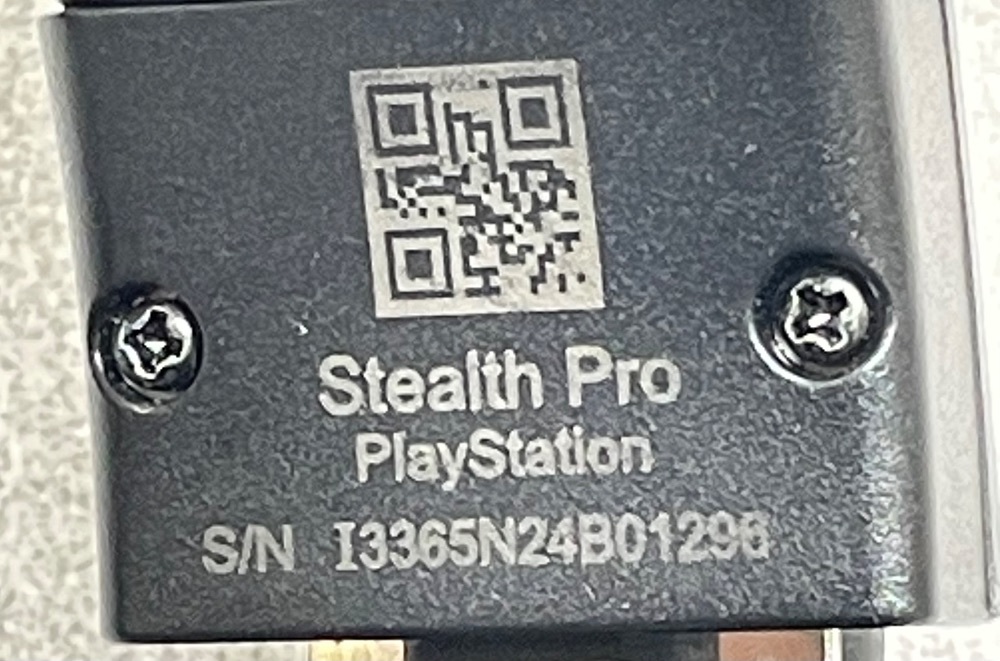 Stealth Pro
PlayStation
S/N I3365N24B01296